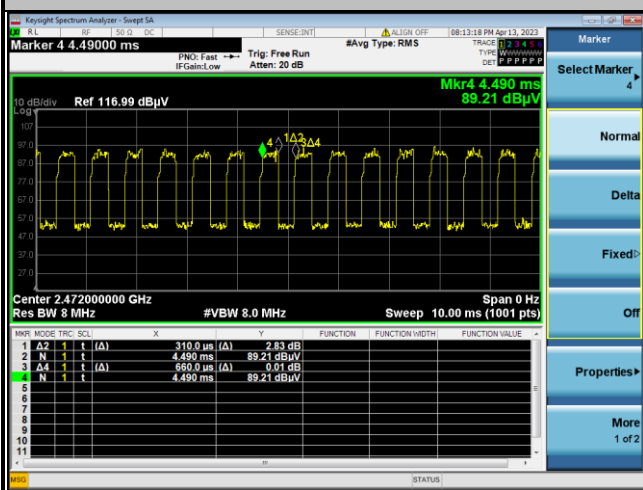 Keysight Spectrum Analyzer - Swept SA
RL RF 50 Ω DC SENSE:INT ALIGN OFF 08:13:18 PM Apr 13, 2023
Marker 4 4.49000 ms
PNO: Fast
IFGain:Low
Trig: Free Run
Atten: 20 dB
#Avg Type: RMS
TRACE 1 2 3 4 5 6
TYPE WWWWWW
DET P P P P P P
Mkr4 4.490 ms
89.21 dBµV
10 dB/div Ref 116.99 dBµV
Log
107
97.0
87.0
77.0
67.0
57.0
47.0
37.0
27.0
4 1Δ2 3Δ4
Center 2.472000000 GHz Span 0 Hz
Res BW 8 MHz #VBW 8.0 MHz Sweep 10.00 ms (1001 pts)
MKR MODE TRC SCL X Y FUNCTION FUNCTION WIDTH FUNCTION VALUE
1 Δ2 1 t (Δ) 310.0 µs (Δ) 2.83 dB
2 N 1 t 4.490 ms 89.21 dBµV
3 Δ4 1 t (Δ) 660.0 µs (Δ) 0.01 dB
4 N 1 t 4.490 ms 89.21 dBµV
5
6
7
8
9
10
11
MSG STATUS
Marker
Select Marker
4
Normal
Delta
Fixed
Off
Properties
More
1 of 2